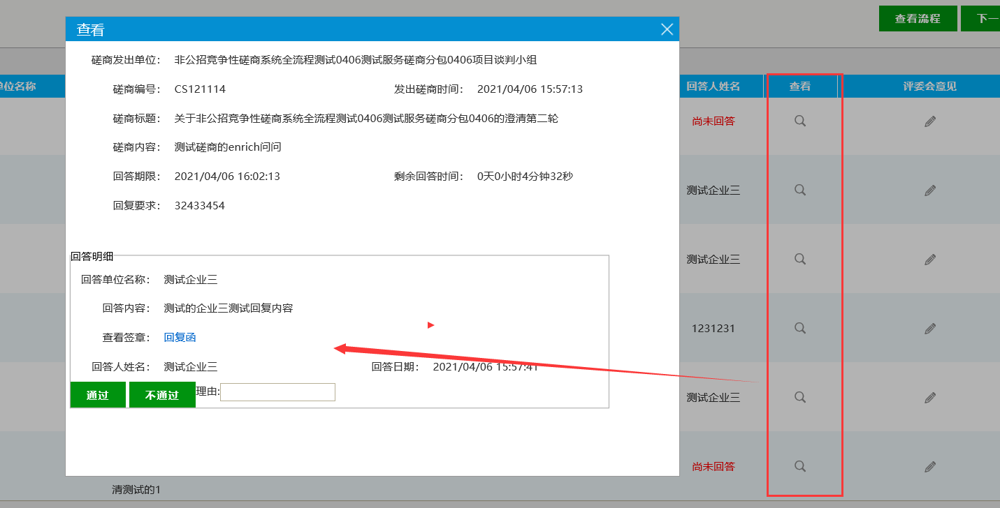 查看流程 下一
查看
磋商发出单位： 非公招竞争性磋商系统全流程测试0406测试服务磋商分包0406项目谈判小组
位名称 回答人姓名 查看 评委会意见
磋商编号： CS121114 发出磋商时间： 2021/04/06 15:57:13
磋商标题： 关于非公招竞争性磋商系统全流程测试0406测试服务磋商分包0406的澄清第二轮
尚未回答
磋商内容： 测试磋商的enrich问问
回答期限： 2021/04/06 16:02:13 剩余回答时间： 0天0小时4分钟32秒
测试企业三
回复要求： 32433454
回答明细
测试企业三
回答单位名称： 测试企业三
回答内容： 测试的企业三测试回复内容
1231231
查看签章： 回复函
回答人姓名： 测试企业三 回答日期： 2021/04/06 15:57:41
通过 不通过 理由:
测试企业三
尚未回答
清测试的1